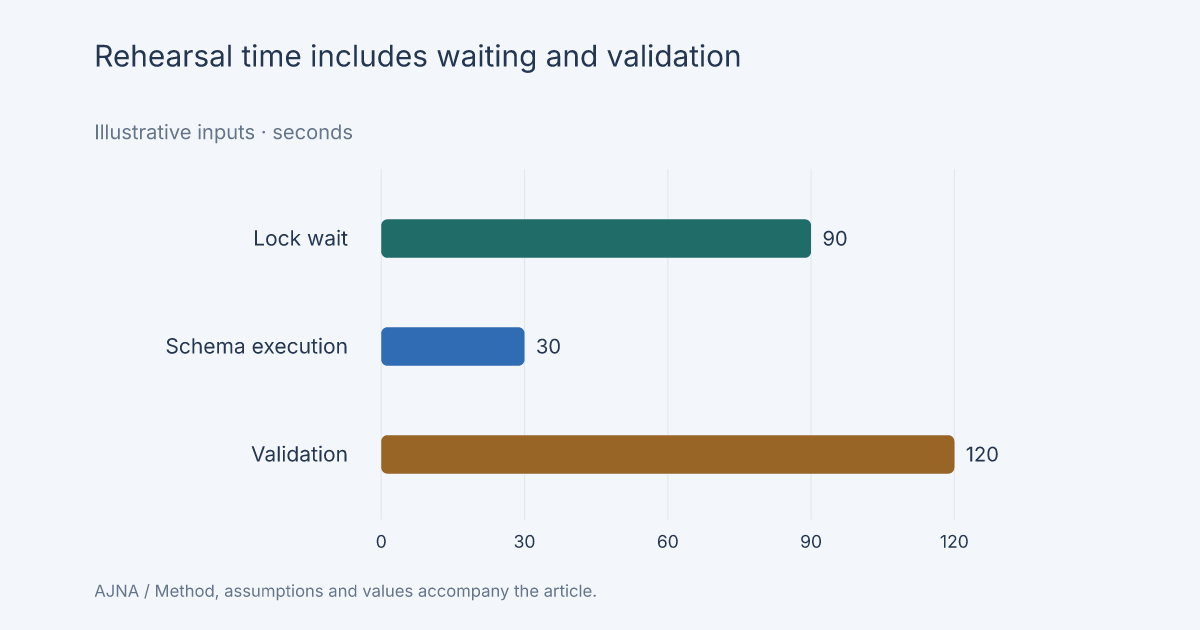 Rehearsal time includes waiting and validation
Illustrative inputs · seconds
Lock wait 90
Schema execution 30
Validation 120
0 30 60 90 120
AJNA / Method, assumptions and values accompany the article.